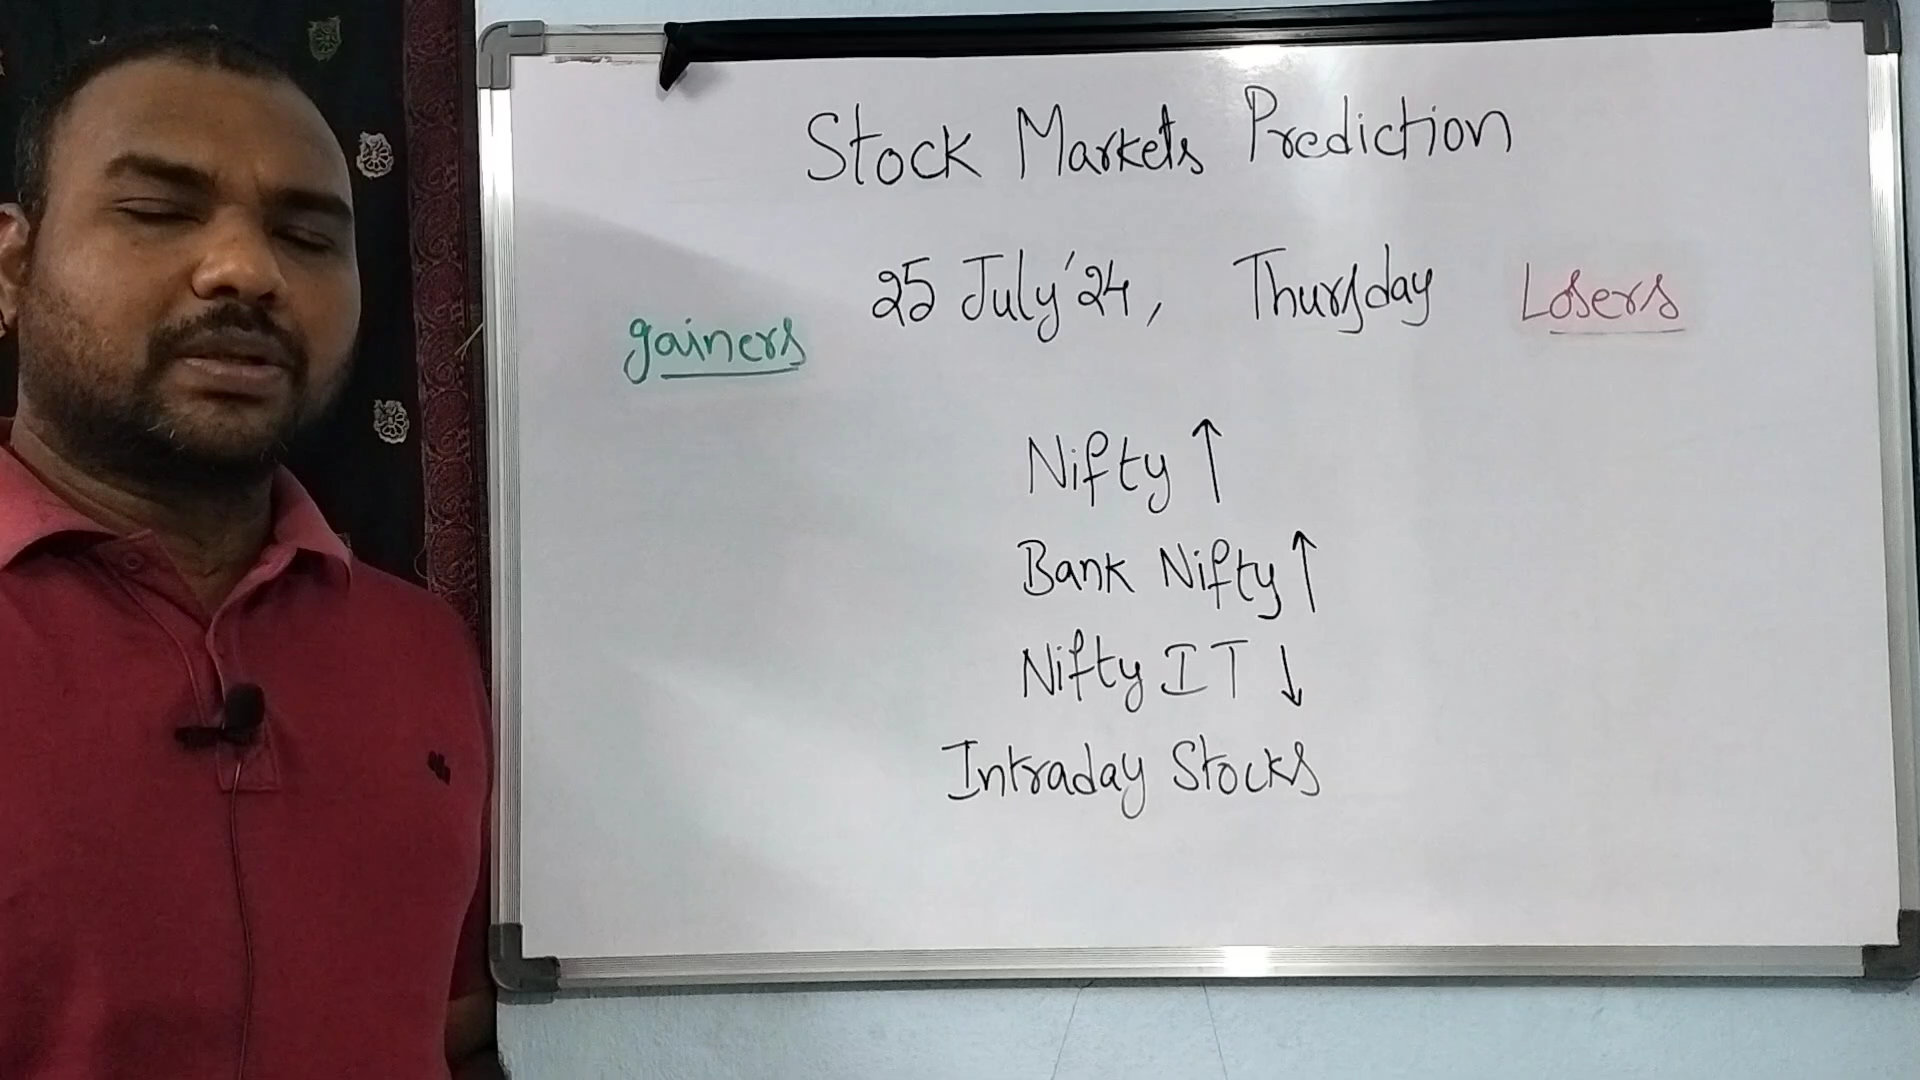 Stock Markets Prediction
25 July'24, Thursday
gainers
Losers
Nifty ↑
Bank Nifty ↑
Nifty IT ↓
Intraday Stocks